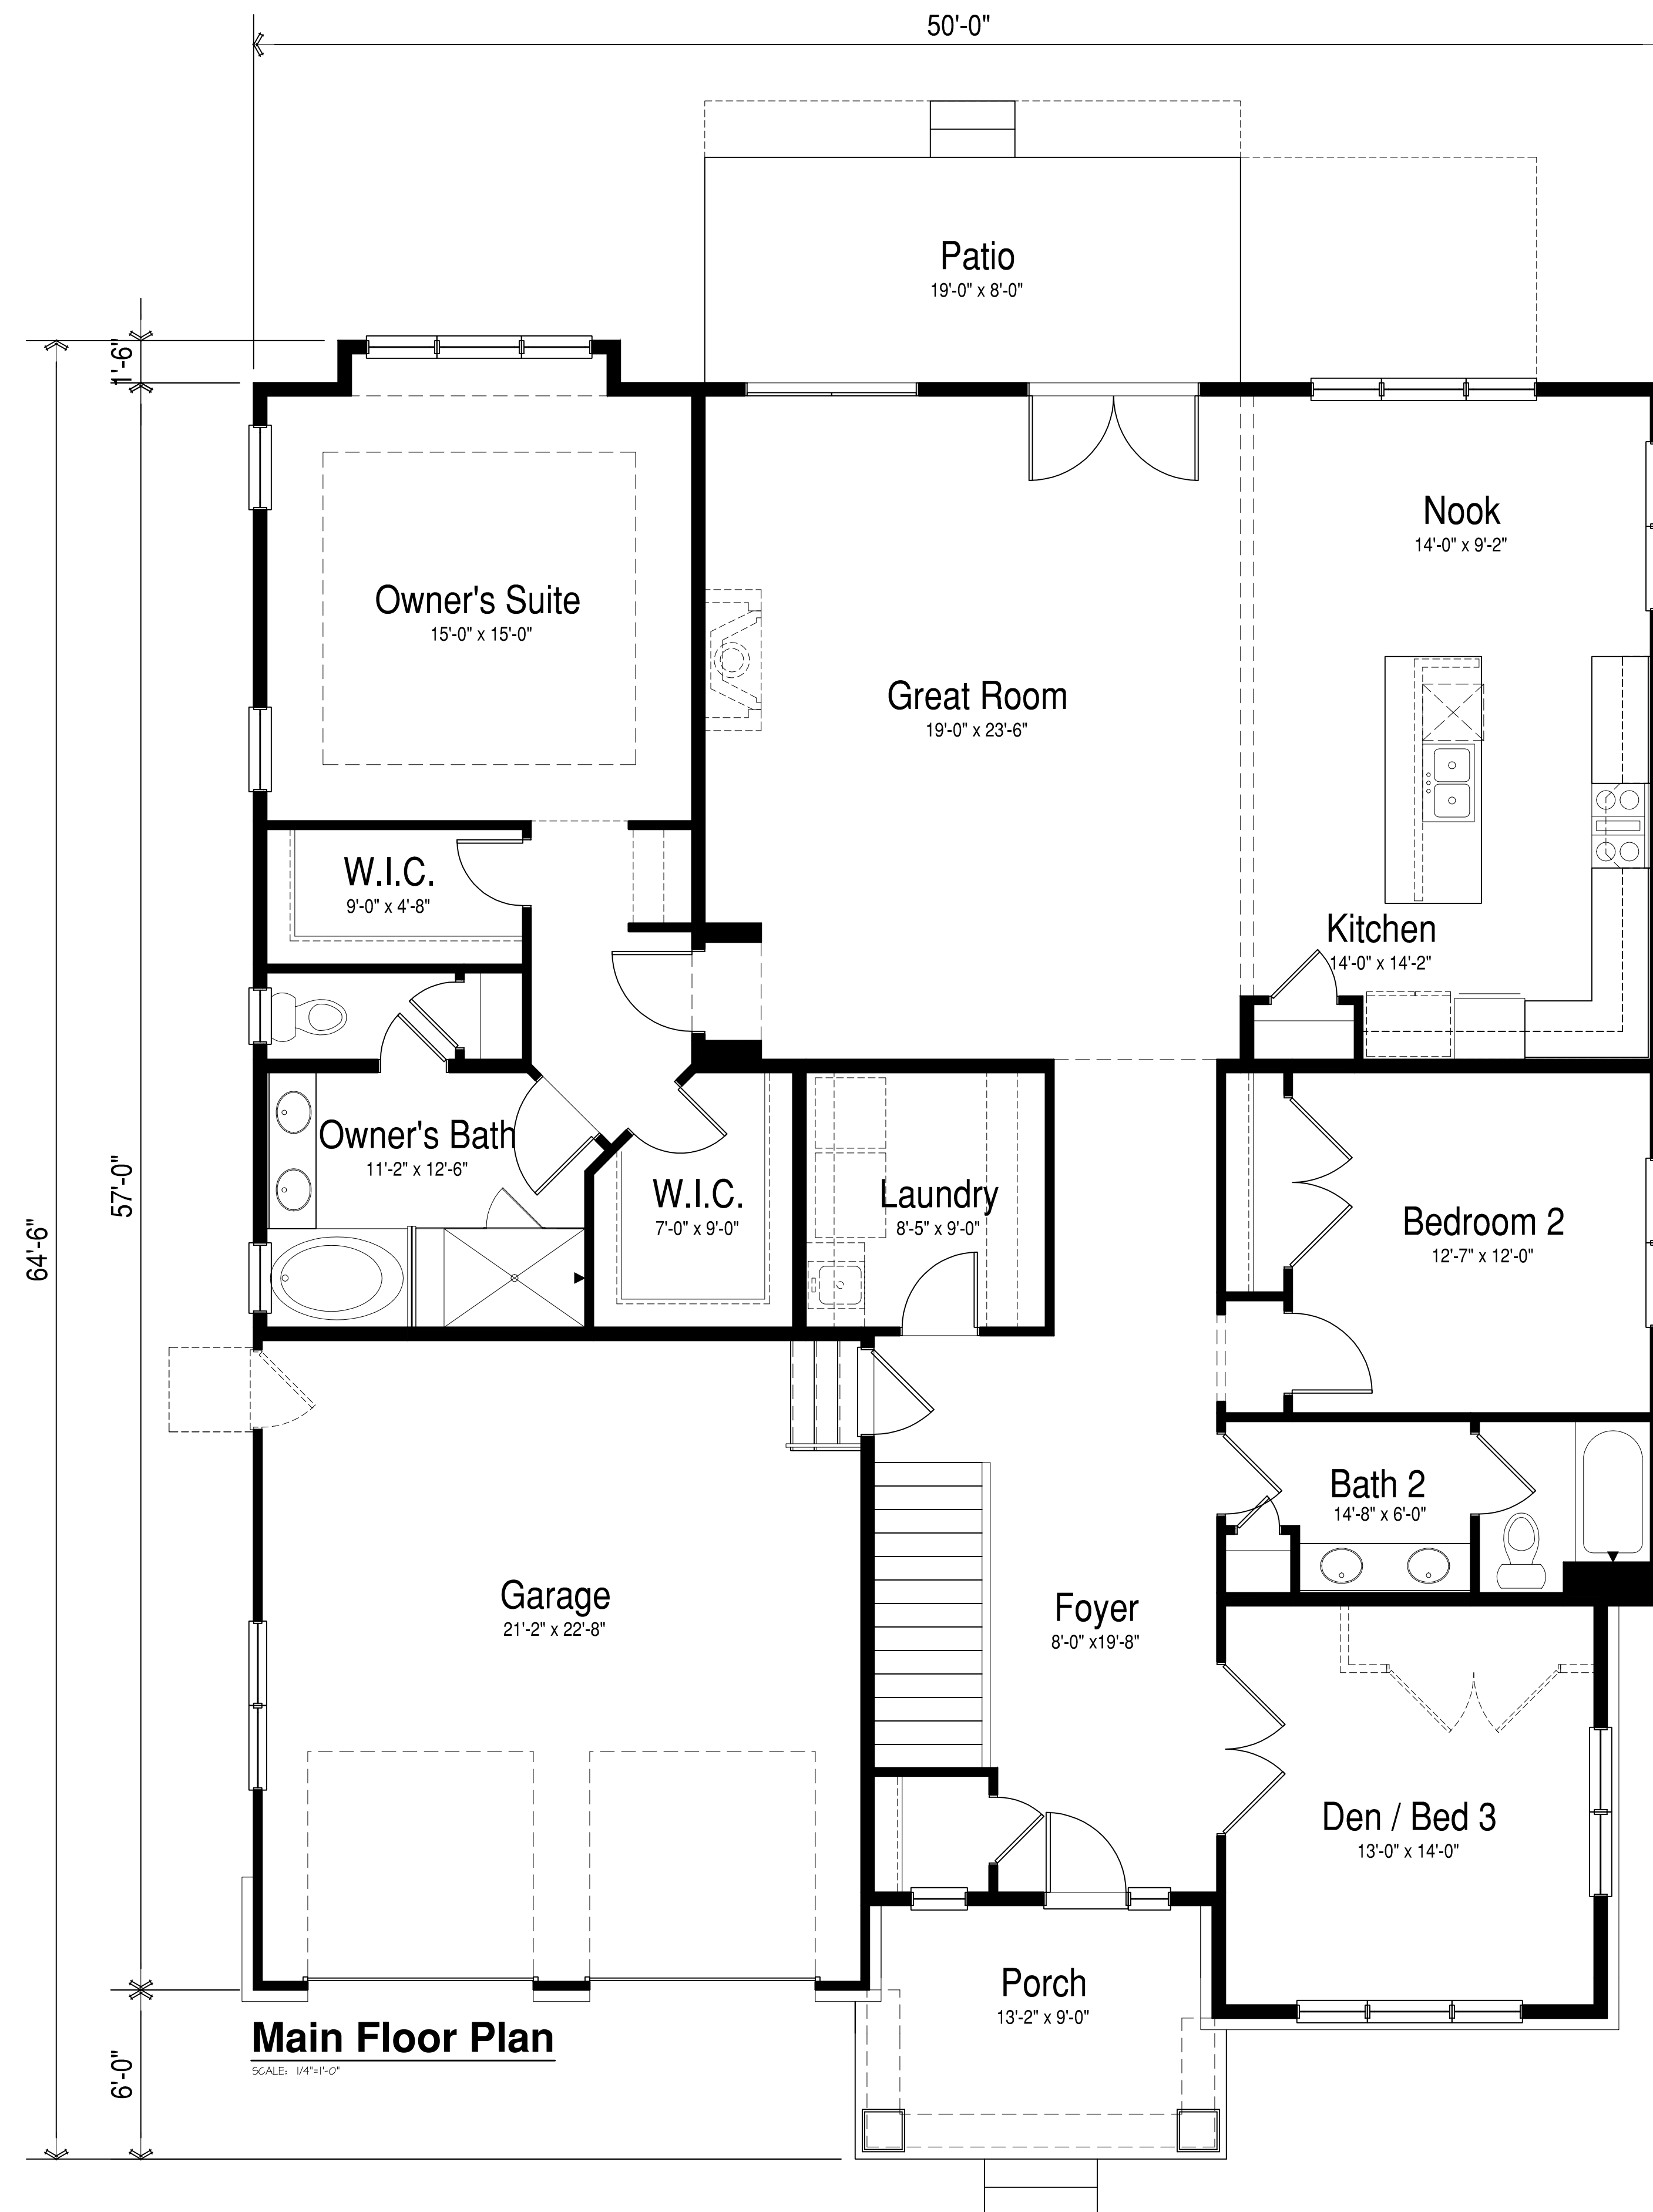 50'-0"
Patio
19'-0" x 8'-0"
1'-6"
Nook
14'-0" x 9'-2"
Owner's Suite
15'-0" x 15'-0"
Great Room
19'-0" x 23'-6"
W.I.C.
9'-0" x 4'-8"
Kitchen
14'-0" x 14'-2"
Owner's Bath
11'-2" x 12'-6"
W.I.C.
7'-0" x 9'-0"
Laundry
8'-5" x 9'-0"
Bedroom 2
12'-7" x 12'-0"
57'-0"
64'-6"
Bath 2
14'-8" x 6'-0"
Garage
21'-2" x 22'-8"
Foyer
8'-0" x19'-8"
Den / Bed 3
13'-0" x 14'-0"
Porch
13'-2" x 9'-0"
Main Floor Plan
SCALE: 1/4"=1'-0"
6'-0"